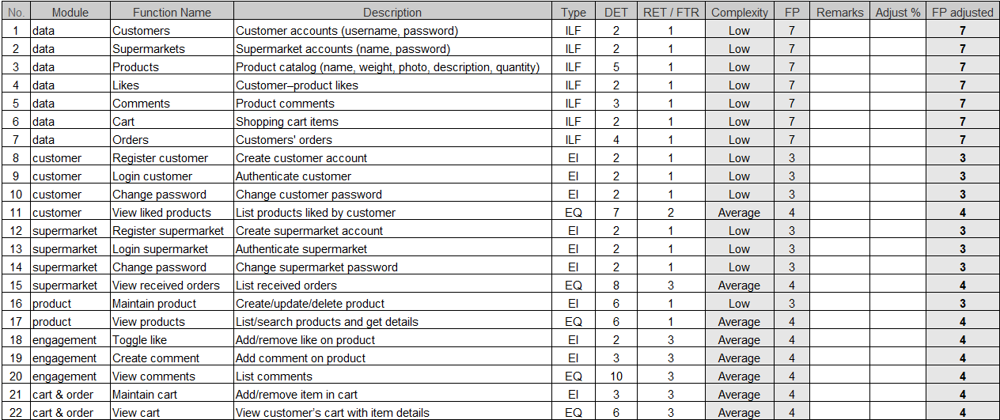 No. Module Function Name Description Type DET RET / FTR Complexity FP Remarks Adjust % FP adjusted
1 data Customers Customer accounts (username, password) ILF 2 1 Low 7 7
2 data Supermarkets Supermarket accounts (name, password) ILF 2 1 Low 7 7
3 data Products Product catalog (name, weight, photo, description, quantity) ILF 5 1 Low 7 7
4 data Likes Customer–product likes ILF 2 1 Low 7 7
5 data Comments Product comments ILF 3 1 Low 7 7
6 data Cart Shopping cart items ILF 2 1 Low 7 7
7 data Orders Customers' orders ILF 4 1 Low 7 7
8 customer Register customer Create customer account EI 2 1 Low 3 3
9 customer Login customer Authenticate customer EI 2 1 Low 3 3
10 customer Change password Change customer password EI 2 1 Low 3 3
11 customer View liked products List products liked by customer EQ 7 2 Average 4 4
12 supermarket Register supermarket Create supermarket account EI 2 1 Low 3 3
13 supermarket Login supermarket Authenticate supermarket EI 2 1 Low 3 3
14 supermarket Change password Change supermarket password EI 2 1 Low 3 3
15 supermarket View received orders List received orders EQ 8 3 Average 4 4
16 product Maintain product Create/update/delete product EI 6 1 Low 3 3
17 product View products List/search products and get details EQ 6 1 Average 4 4
18 engagement Toggle like Add/remove like on product EI 2 3 Average 4 4
19 engagement Create comment Add comment on product EI 3 3 Average 4 4
20 engagement View comments List comments EQ 10 3 Average 4 4
21 cart & order Maintain cart Add/remove item in cart EI 3 3 Average 4 4
22 cart & order View cart View customer’s cart with item details EQ 6 3 Average 4 4